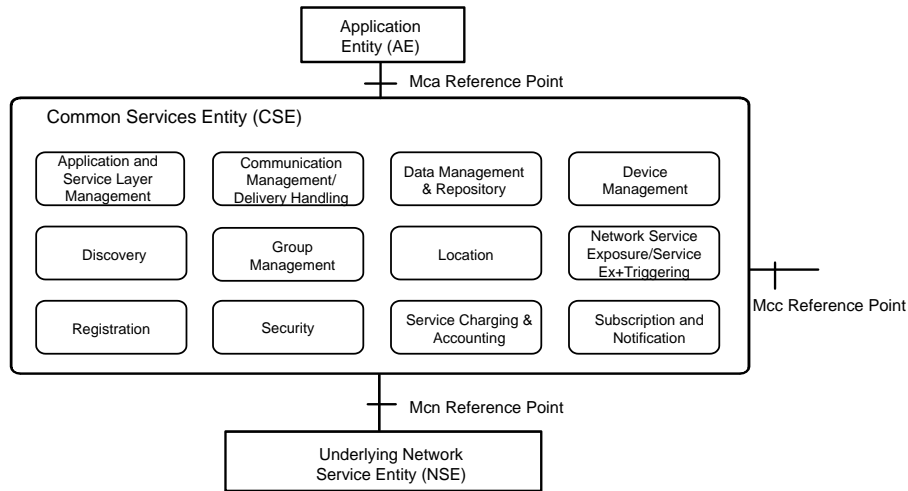 Application
Entity (AE)
Mca Reference Point
Common Services Entity (CSE)
Application and
Service Layer
Management
Communication
Management/
Delivery Handling
Data Management
& Repository
Device
Management
Discovery
Group
Management
Location
Network Service
Exposure/Service
Ex+Triggering
Mcc Reference Point
Registration
Security
Service Charging &
Accounting
Subscription and
Notification
Mcn Reference Point
Underlying Network
Service Entity (NSE)